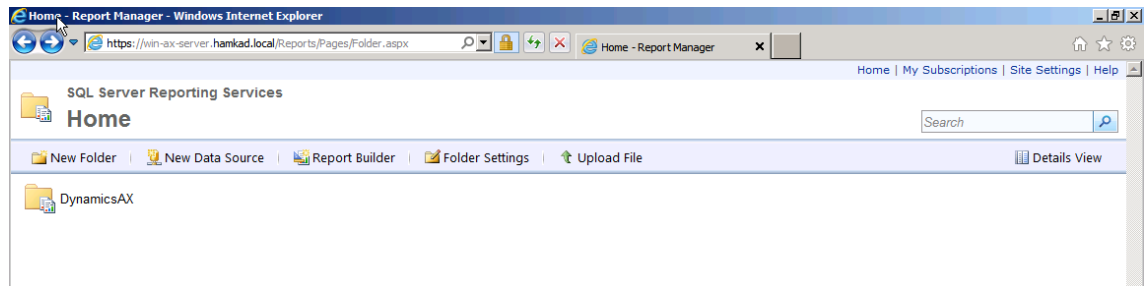 Home - Report Manager - Windows Internet Explorer
https://win-ax-server.hamkad.local/Reports/Pages/Folder.aspx Home - Report Manager
Home | My Subscriptions | Site Settings | Help
SQL Server Reporting Services
Home
Search
New Folder New Data Source Report Builder Folder Settings Upload File Details View
DynamicsAX